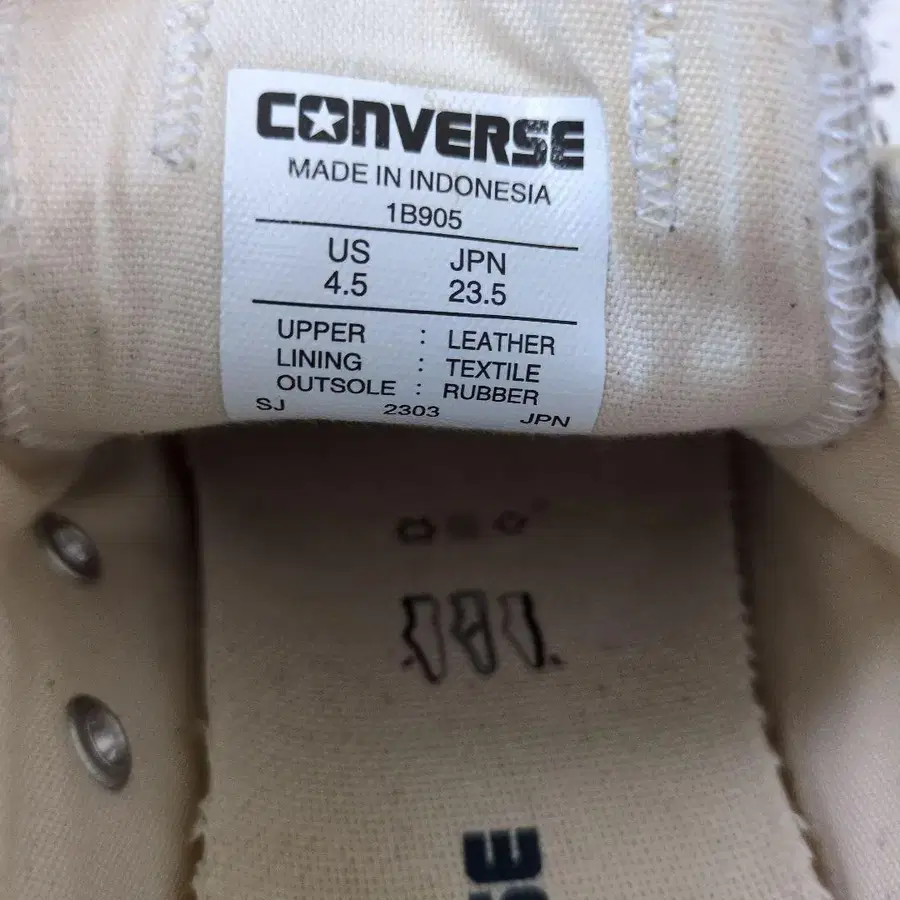 CONVERSE
MADE IN INDONESIA
1B905
US JPN
4.5 23.5
UPPER : LEATHER
LINING : TEXTILE
OUTSOLE : RUBBER
SJ 2303 JPN
SE